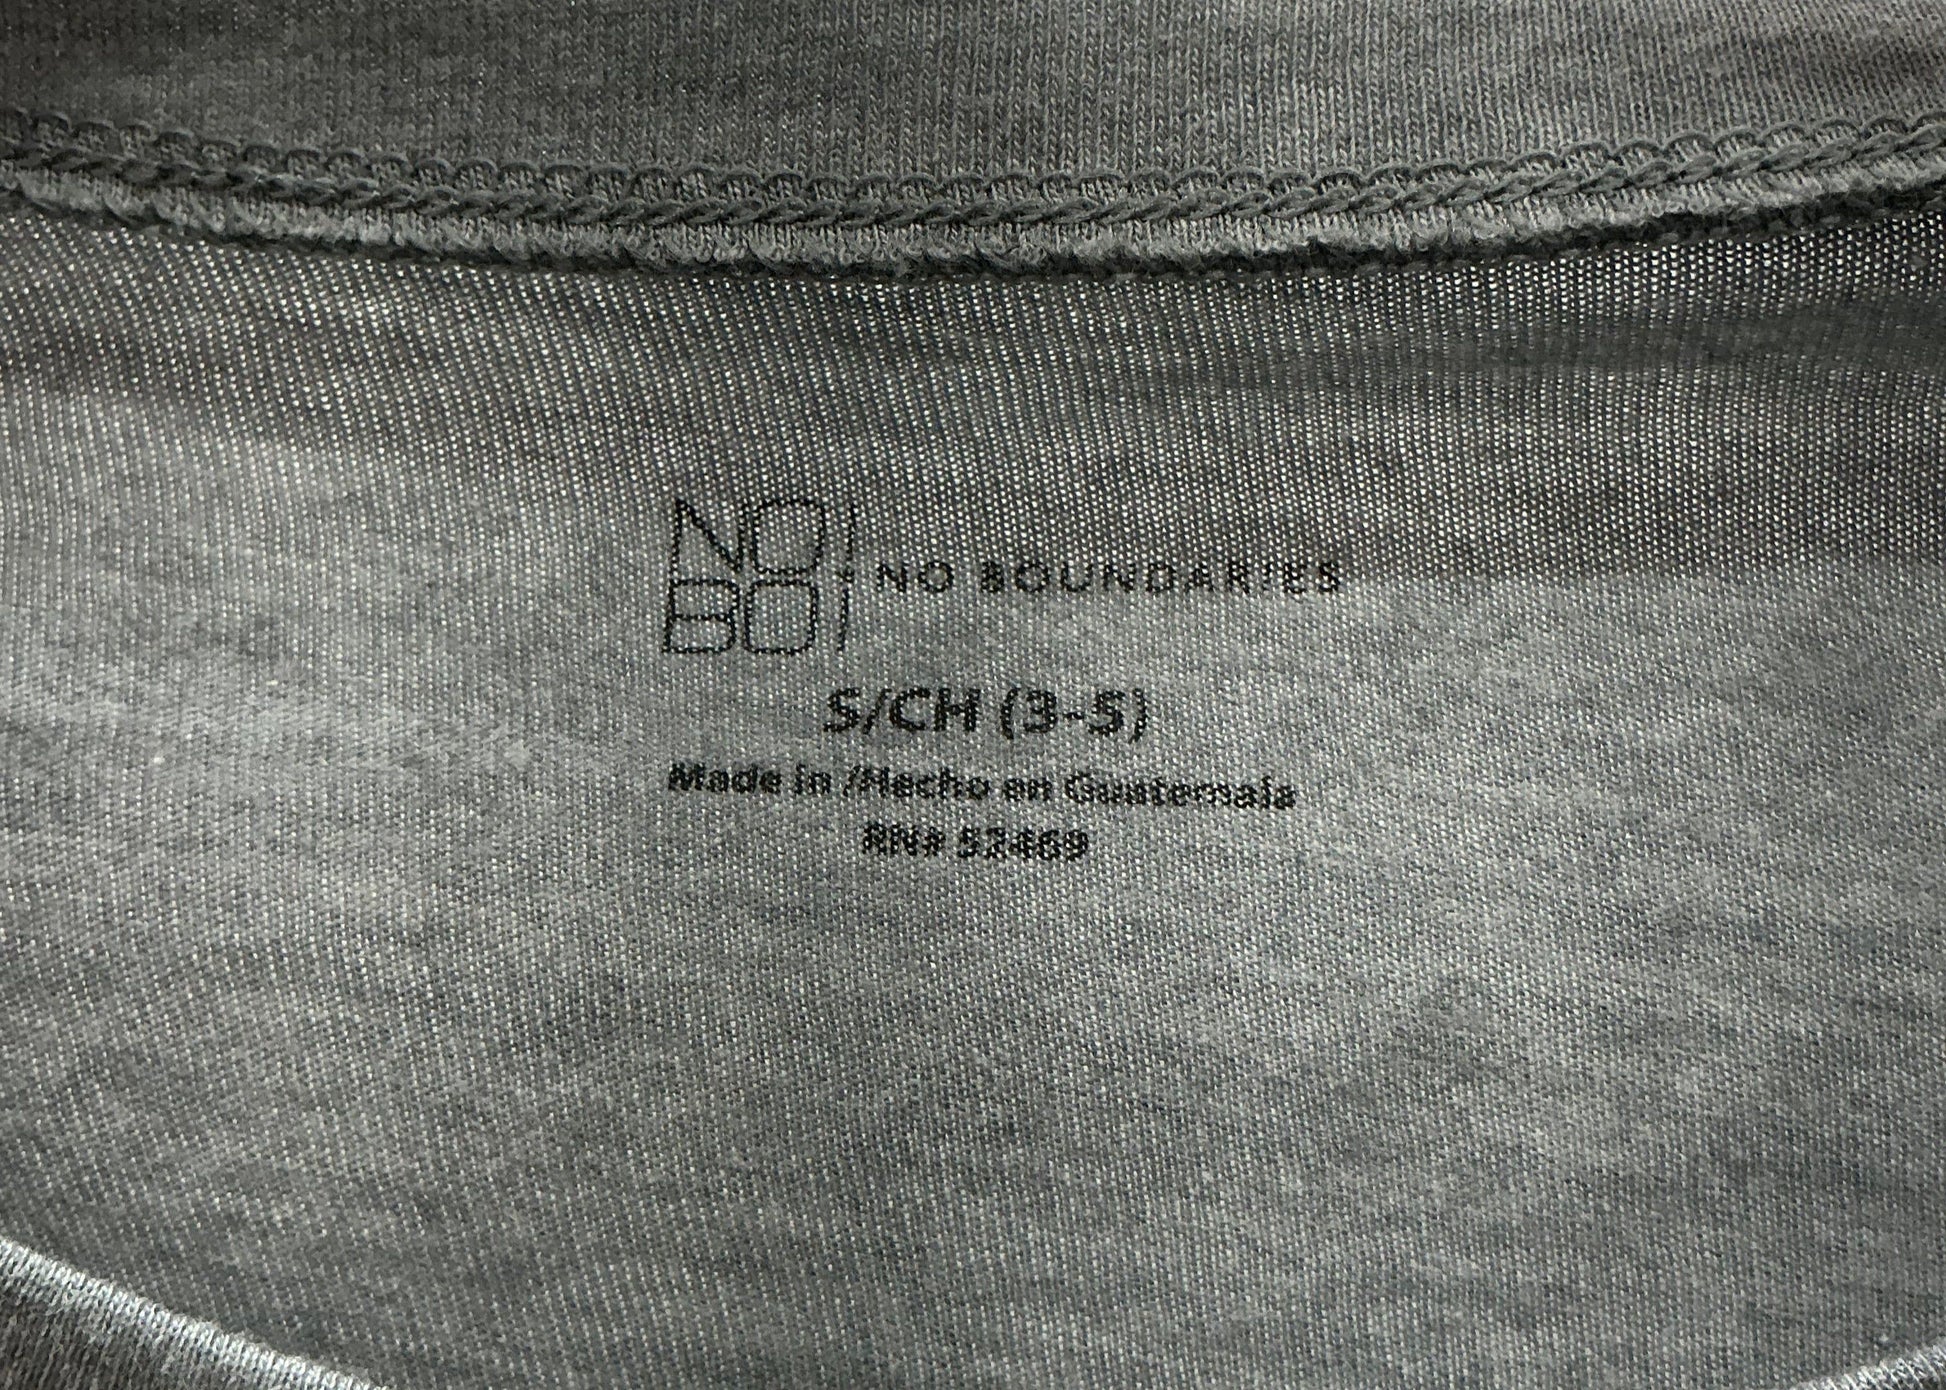 NO!
BO!
NO BOUNDARIES
S/CH (3-5)
Made in /Hecho en Guatemala
RN# 52469